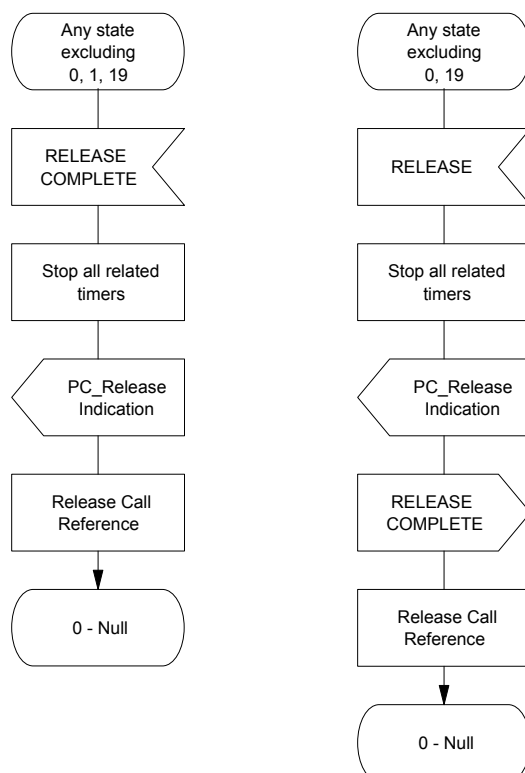 Any state
excluding
0, 1, 19
RELEASE
COMPLETE
Stop all related
timers
PC_Release
Indication
Release Call
Reference
0 - Null
Any state
excluding
0, 19
RELEASE
Stop all related
timers
PC_Release
Indication
RELEASE
COMPLETE
Release Call
Reference
0 - Null